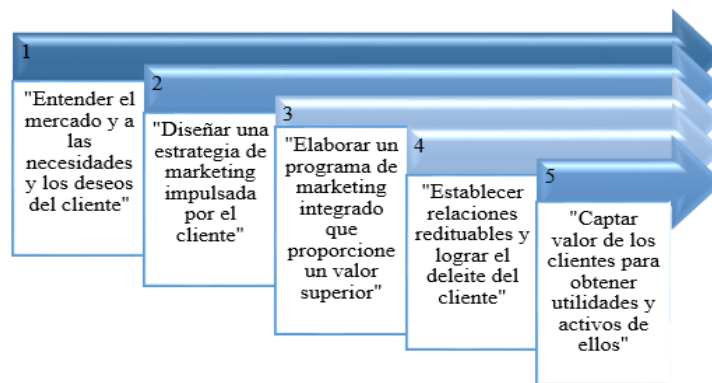 1
"Entender el
mercado y a
las
necesidades
y los deseos
del cliente"
2
"Diseñar una
estrategia de
marketing
impulsada
por el
cliente"
3
"Elaborar un
programa de
marketing
integrado
que
proporcione
un valor
superior"
4
"Establecer
relaciones
redituables y
lograr el
deleite del
cliente"
5
"Captar
valor de los
clientes para
obtener
utilidades y
activos de
ellos"